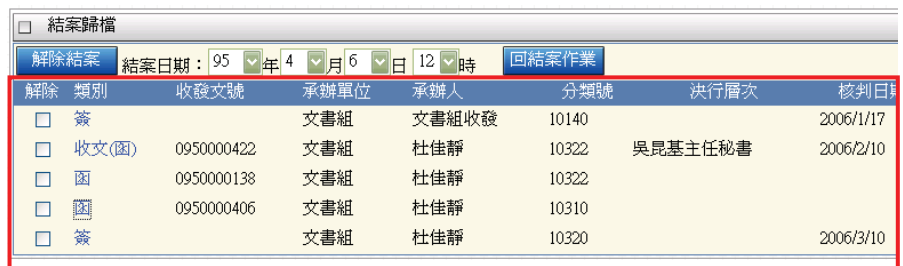 結案歸檔
解除結案 結案日期：95 年 4 月 6 日 12 時 回結案作業
解除 類別 收發文號 承辦單位 承辦人 分類號 決行層次 核判日
簽 文書組 文書組收發 10140 2006/1/17
收文(函) 0950000422 文書組 杜佳靜 10322 吳昆基主任秘書 2006/2/10
函 0950000138 文書組 杜佳靜 10322
函 0950000406 文書組 杜佳靜 10310
簽 文書組 杜佳靜 10320 2006/3/10